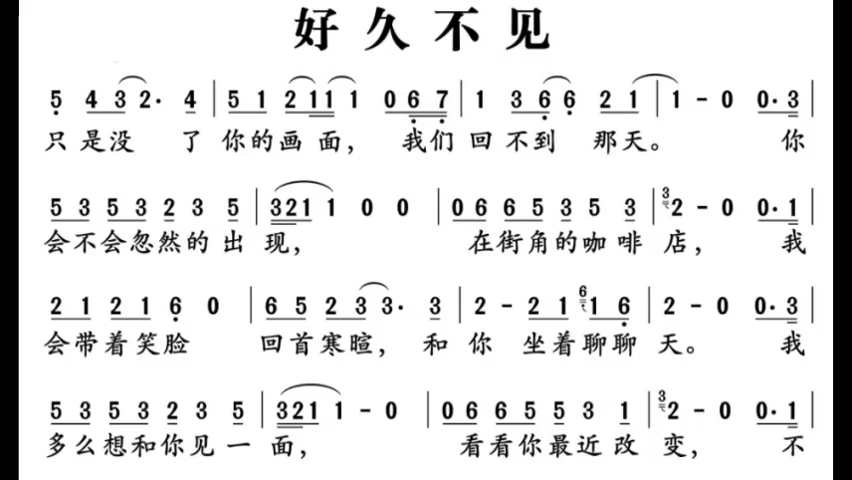 好久不见
5 4 3 2· 4 | 5 1 2 1 1 1 0 6 7 | 1 3 6 6 2 1 | 1 - 0 0· 3 |
只是没 了你的画面， 我们回不到 那天。 你
5 3 5 3 2 3 5 | 3 2 1 1 0 0 | 0 6 6 5 3 5 3 | 3 2 - 0 0· 1 |
会不会忽然的出现， 在街角的咖啡店， 我
2 1 2 1 6 0 | 6 5 2 3 3· 3 | 2 - 2 1 6 1 6 | 2 - 0 0· 3 |
会带着笑脸 回首寒暄，和你 坐着聊聊天。 我
5 3 5 3 2 3 5 | 3 2 1 1 - 0 | 0 6 6 5 5 3 1 | 3 2 - 0 0· 1 |
多么想和你见一面， 看看你最近改变， 不